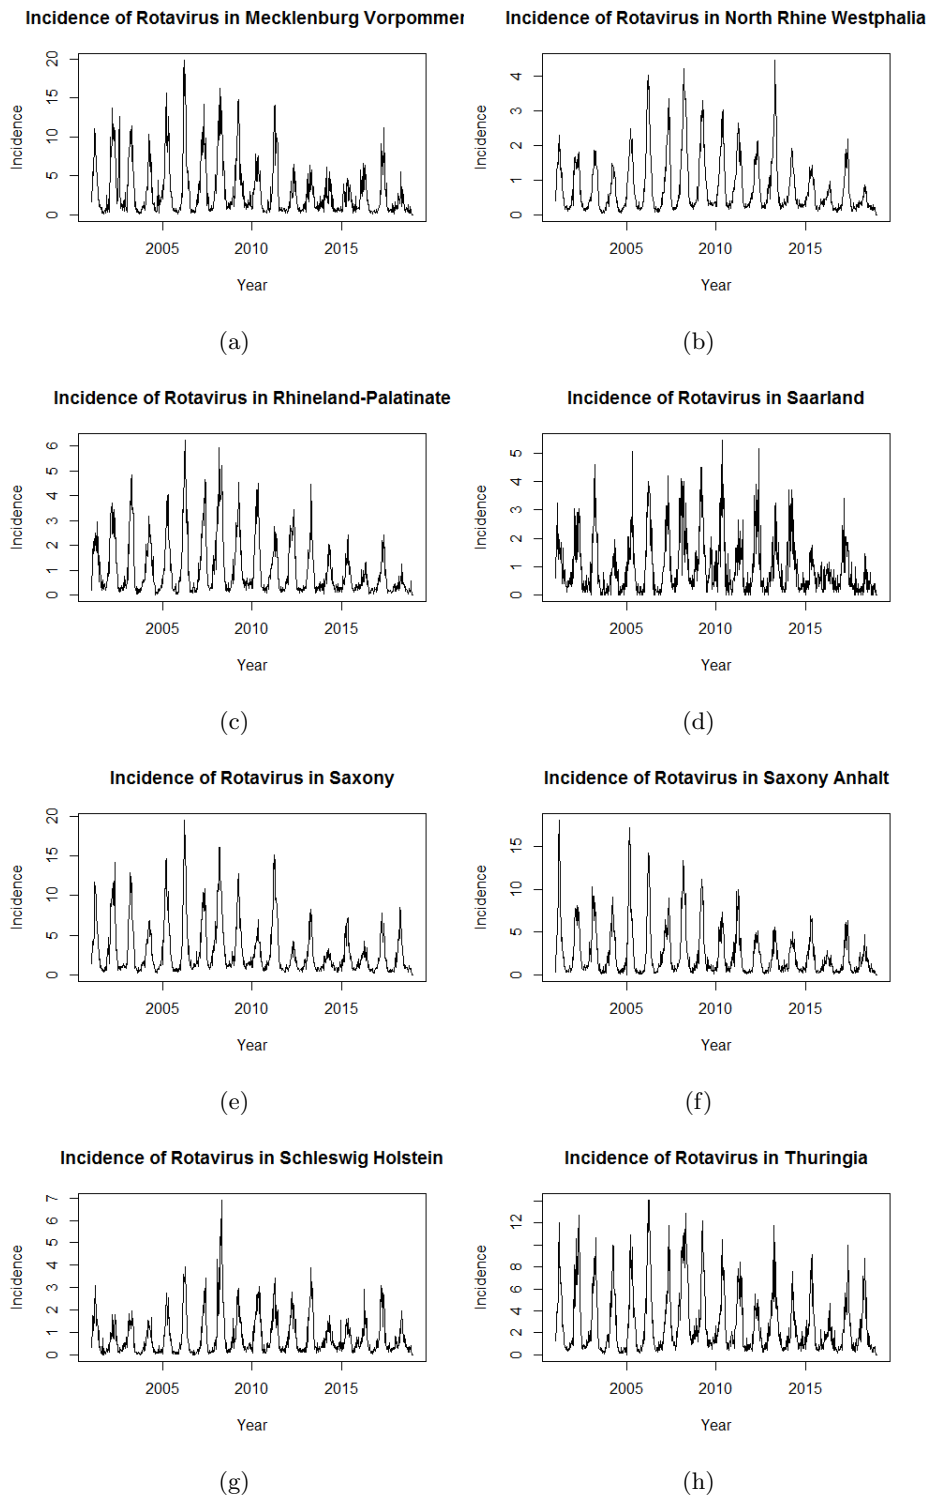 Incidence of Rotavirus in Mecklenburg Vorpommer
Incidence
20
15
10
5
0
2005 2010 2015
Year
(a)
Incidence of Rotavirus in North Rhine Westphalia
Incidence
4
3
2
1
0
2005 2010 2015
Year
(b)
Incidence of Rotavirus in Rhineland-Palatinate
Incidence
6
5
4
3
2
1
0
2005 2010 2015
Year
(c)
Incidence of Rotavirus in Saarland
Incidence
5
4
3
2
1
0
2005 2010 2015
Year
(d)
Incidence of Rotavirus in Saxony
Incidence
20
15
10
5
0
2005 2010 2015
Year
(e)
Incidence of Rotavirus in Saxony Anhalt
Incidence
15
10
5
0
2005 2010 2015
Year
(f)
Incidence of Rotavirus in Schleswig Holstein
Incidence
7
6
5
4
3
2
1
0
2005 2010 2015
Year
(g)
Incidence of Rotavirus in Thuringia
Incidence
12
8
6
4
2
0
2005 2010 2015
Year
(h)